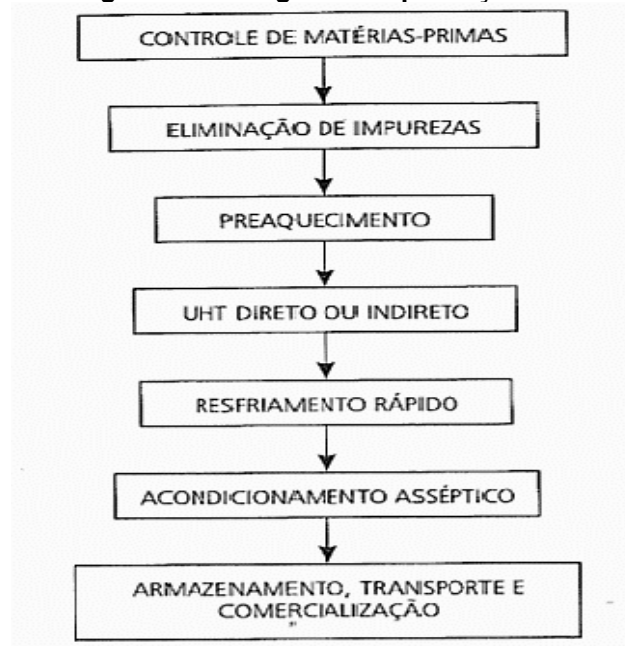 CONTROLE DE MATÉRIAS-PRIMAS
ELIMINAÇÃO DE IMPUREZAS
PREAQUECIMENTO
UHT DIRETO OU INDIRETO
RESFRIAMENTO RÁPIDO
ACONDICIONAMENTO ASSÉPTICO
ARMAZENAMENTO, TRANSPORTE E
COMERCIALIZAÇÃO